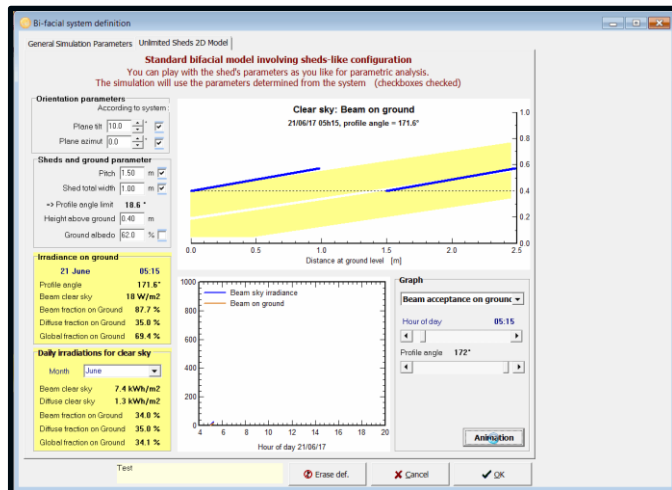 Bi-facial system definition
General Simulation Parameters Unlimited Sheds 2D Model
Standard bifacial model involving sheds-like configuration
You can play with the shed's parameters as you like for parametric analysis.
The simulation will use the parameters determined from the system (checkboxes checked)
Orientation parameters
According to system :
Plane tilt 10.0 °
Plane azimut 0.0 °
Sheds and ground parameter
Pitch 1.50 m
Shed total width 1.00 m
-> Profile angle limit 18.6 °
Height above ground 0.40 m
Ground albedo 62.0 %
Irradiance on ground
21 June 05:15
Profile angle 171.6°
Beam clear sky 18 W/m2
Beam fraction on Ground 87.7 %
Diffuse fraction on Ground 35.0 %
Global fraction on Ground 69.4 %
Daily irradiations for clear sky
Month June
Beam clear sky 7.4 kWh/m2
Diffuse clear sky 1.3 kWh/m2
Beam fraction on Ground 34.0 %
Diffuse fraction on Ground 35.0 %
Global fraction on Ground 34.1 %
Clear sky: Beam on ground
21/06/17 05h15, profile angle = 171.6°
1.0
0.8
0.6
0.4
0.2
0.0
0.0 0.5 1.0 1.5 2.0 2.5
Distance at ground level [m]
1000
800
600
400
200
0
Beam sky irradiance
Beam on ground
4 6 8 10 12 14 16 18 20
Hour of day 21/06/17
Graph
Beam acceptance on ground
Hour of day 05:15
Profile angle 172°
Animation
Test
Erase def.
Cancel
OK